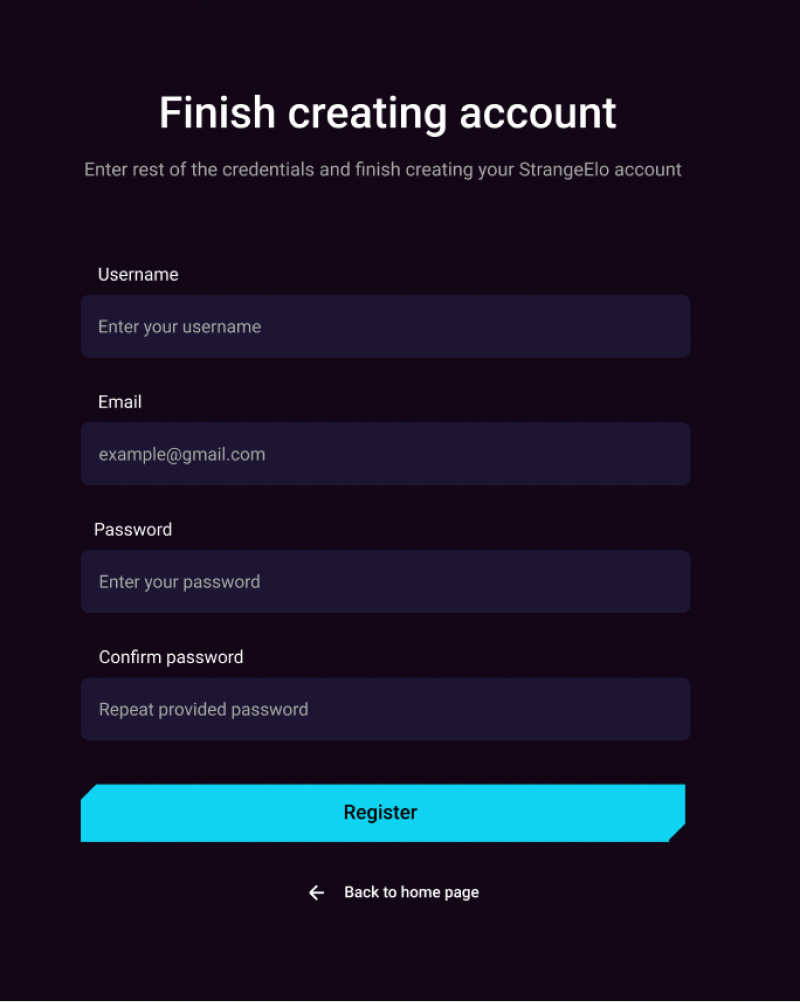 Finish creating account
Enter rest of the credentials and finish creating your StrangeElo account
Username
Enter your username
Email
example@gmail.com
Password
Enter your password
Confirm password
Repeat provided password
Register
Back to home page